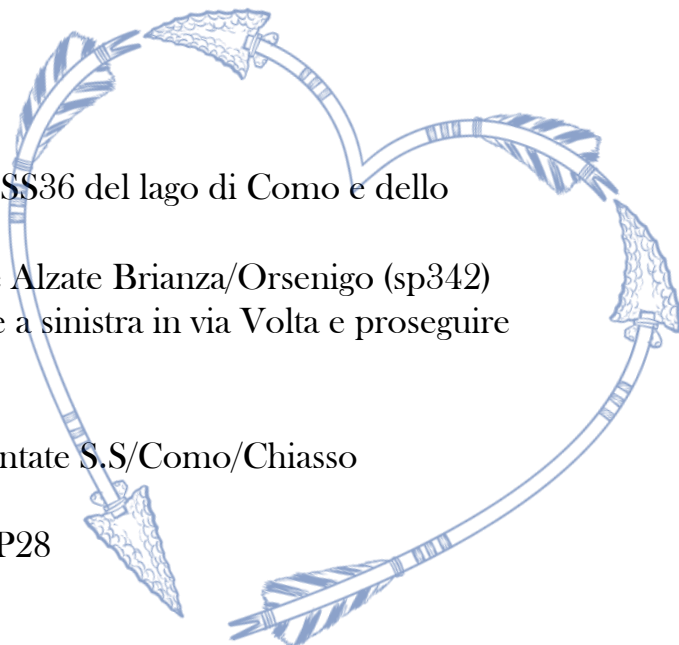 SS36 del lago di Como e dello
Alzate Brianza/Orsenigo (sp342)
e a sinistra in via Volta e proseguire
ntate S.S/Como/Chiasso
P28